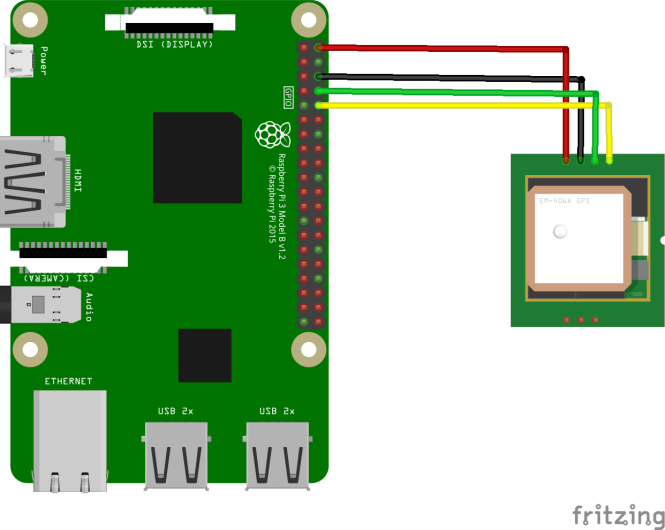 DSI (DISPLAY)
Power
GPIO
HDMI
Raspberry Pi 3 Model B v1.2
© Raspberry Pi 2015
EM-406A GPS
CSI (CAMERA)
Audio
ETHERNET
USB 2x
USB 2x
fritzing